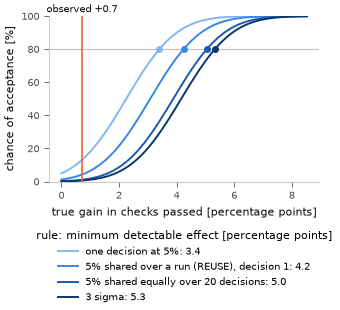 observed +0.7
chance of acceptance [%]
100
80
60
40
20
0
0 2 4 6 8
true gain in checks passed [percentage points]
rule: minimum detectable effect [percentage points]
one decision at 5%: 3.4
5% shared over a run (REUSE), decision 1: 4.2
5% shared equally over 20 decisions: 5.0
3 sigma: 5.3